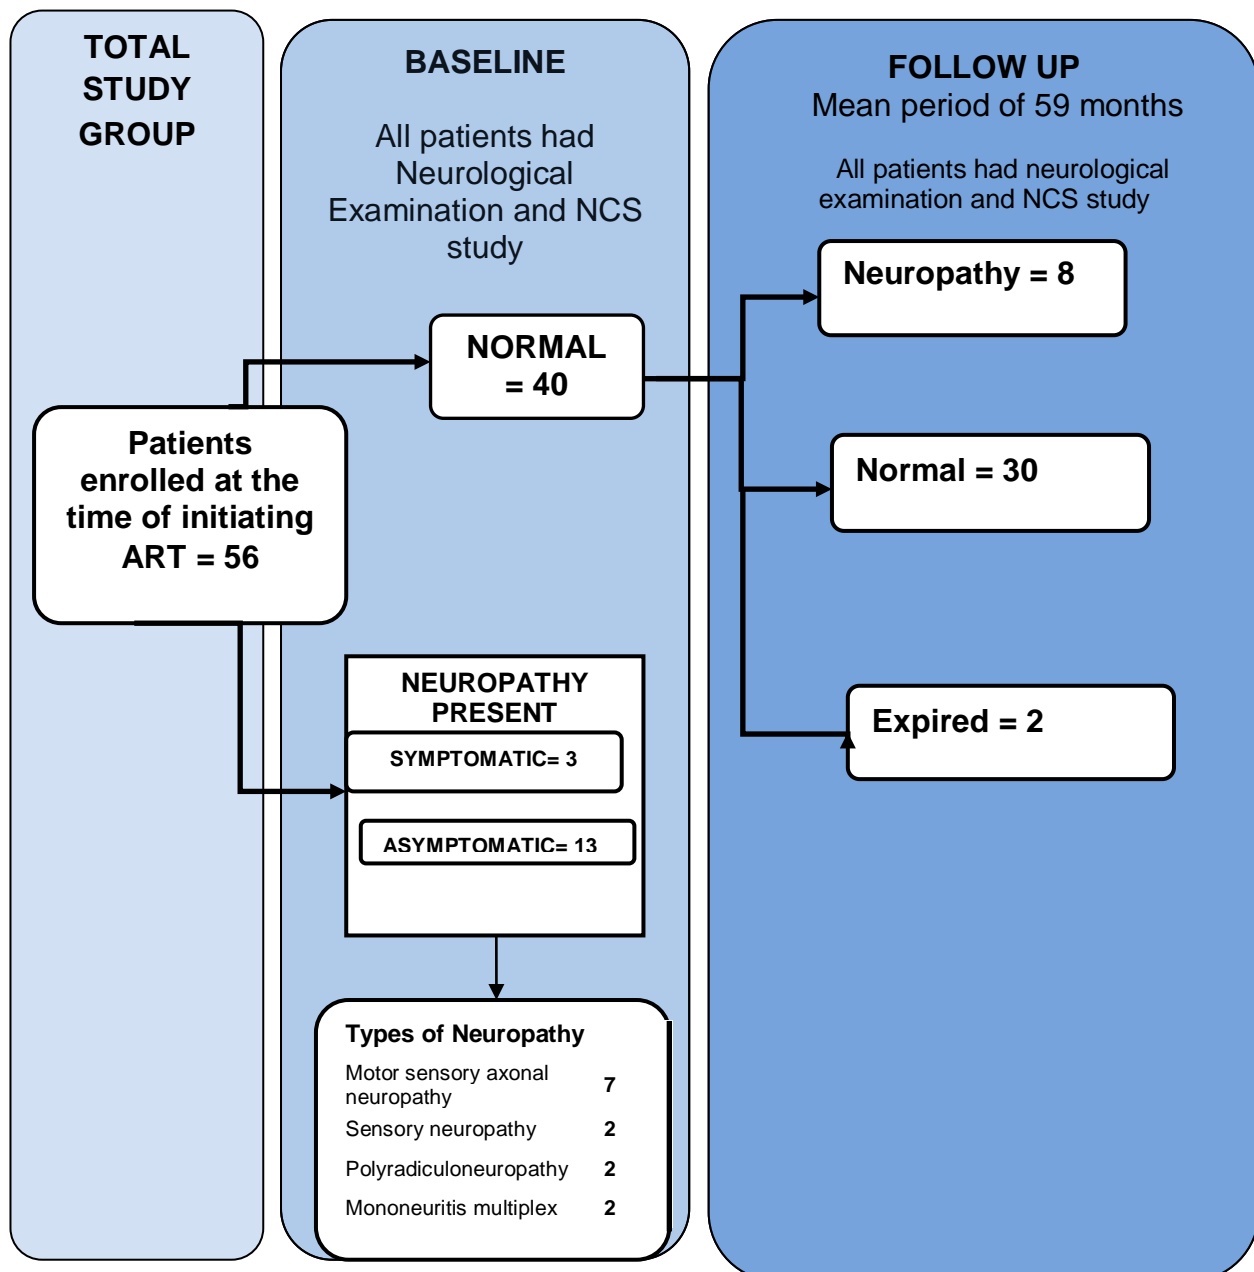 TOTAL
STUDY
GROUP
Patients
enrolled at the
time of initiating
ART = 56
BASELINE
All patients had
Neurological
Examination and NCS
study
NORMAL
= 40
NEUROPATHY
PRESENT
SYMPTOMATIC= 3
ASYMPTOMATIC= 13
Types of Neuropathy
Motor sensory axonal
neuropathy 7
Sensory neuropathy 2
Polyradiculoneuropathy 2
Mononeuritis multiplex 2
FOLLOW UP
Mean period of 59 months
All patients had neurological
examination and NCS study
Neuropathy = 8
Normal = 30
Expired = 2